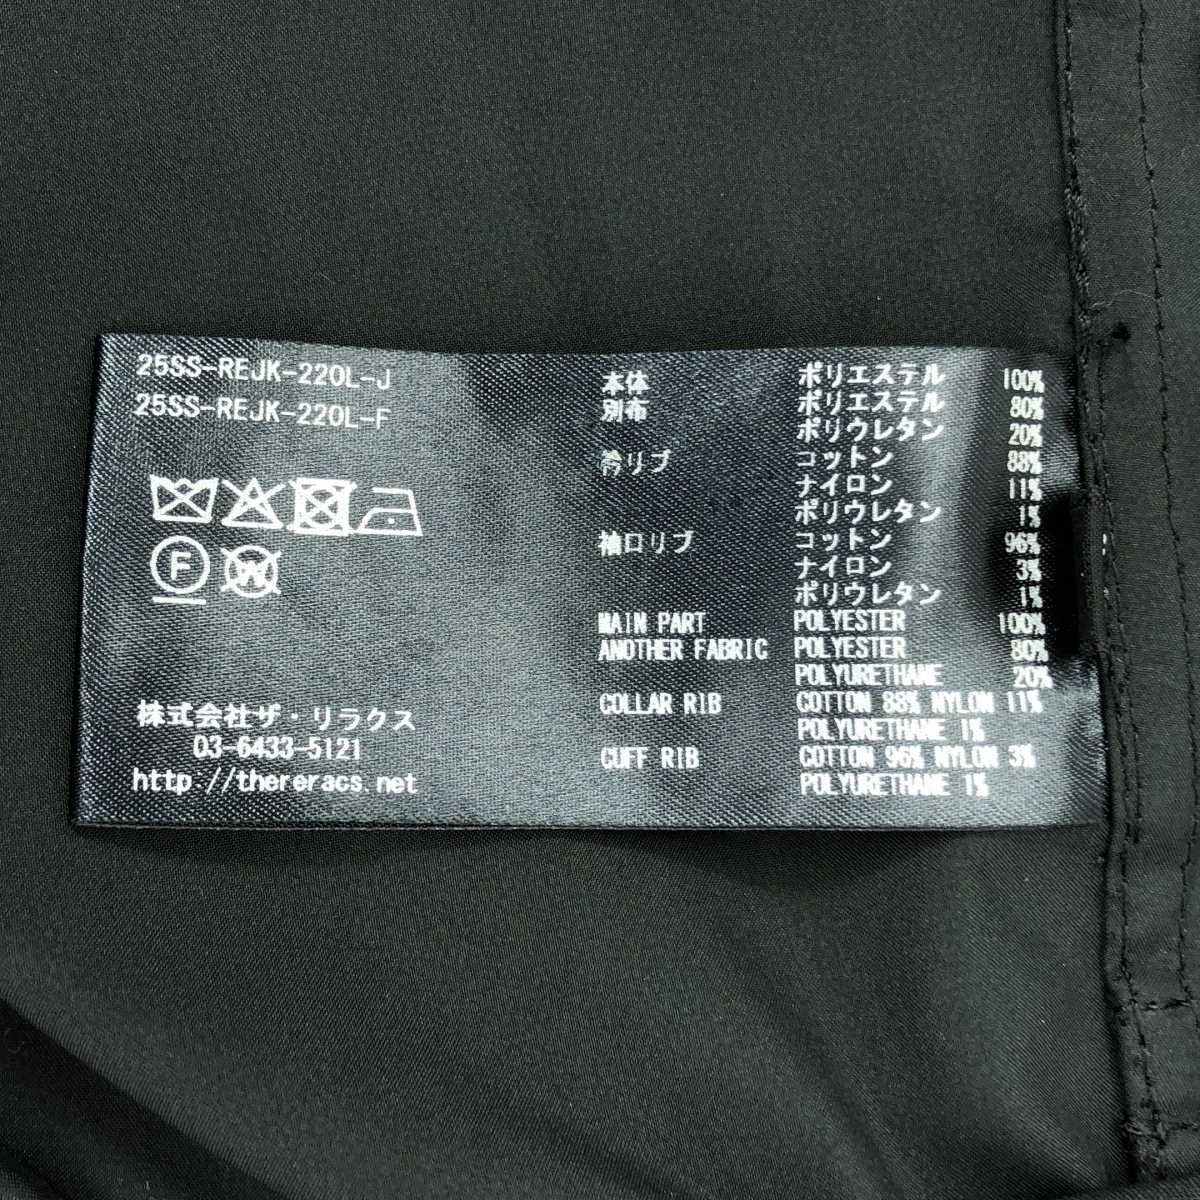 25SS-REJK-220L-J
25SS-REJK-220L-F
F
W
株式会社ザ・リラクス
03-6433-5121
http://thereracs.net
本体 ポリエステル 100%
別布 ポリエステル 80%
ポリウレタン 20%
衿リブ コットン 88%
ナイロン 11%
ポリウレタン 1%
袖口リブ コットン 96%
ナイロン 3%
ポリウレタン 1%
MAIN PART POLYESTER 100%
ANOTHER FABRIC POLYESTER 80%
POLYURETHANE 20%
COLLAR RIB COTTON 88% NYLON 11%
POLYURETHANE 1%
CUFF RIB COTTON 96% NYLON 3%
POLYURETHANE 1%